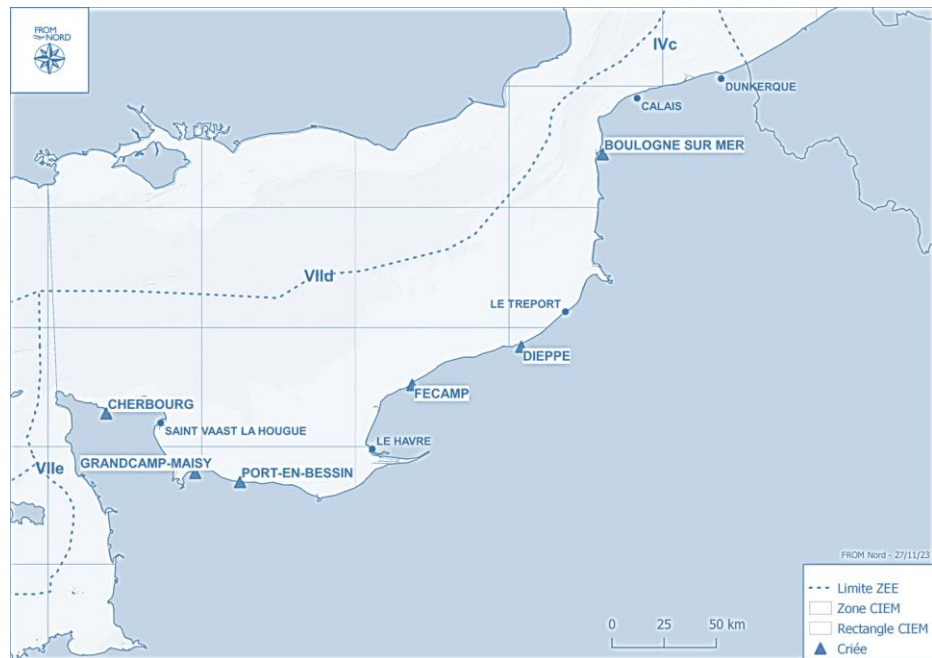 FROM
NORD
IVc
DUNKERQUE
CALAIS
BOULOGNE SUR MER
VIId
LE TREPORT
DIEPPE
FECAMP
CHERBOURG
SAINT VAAST LA HOUGUE
LE HAVRE
VIIe
GRANDCAMP-MAISY
PORT-EN-BESSIN
FROM Nord - 27/11/23
Limite ZEE
Zone CIEM
Rectangle CIEM
Criée
0 25 50 km